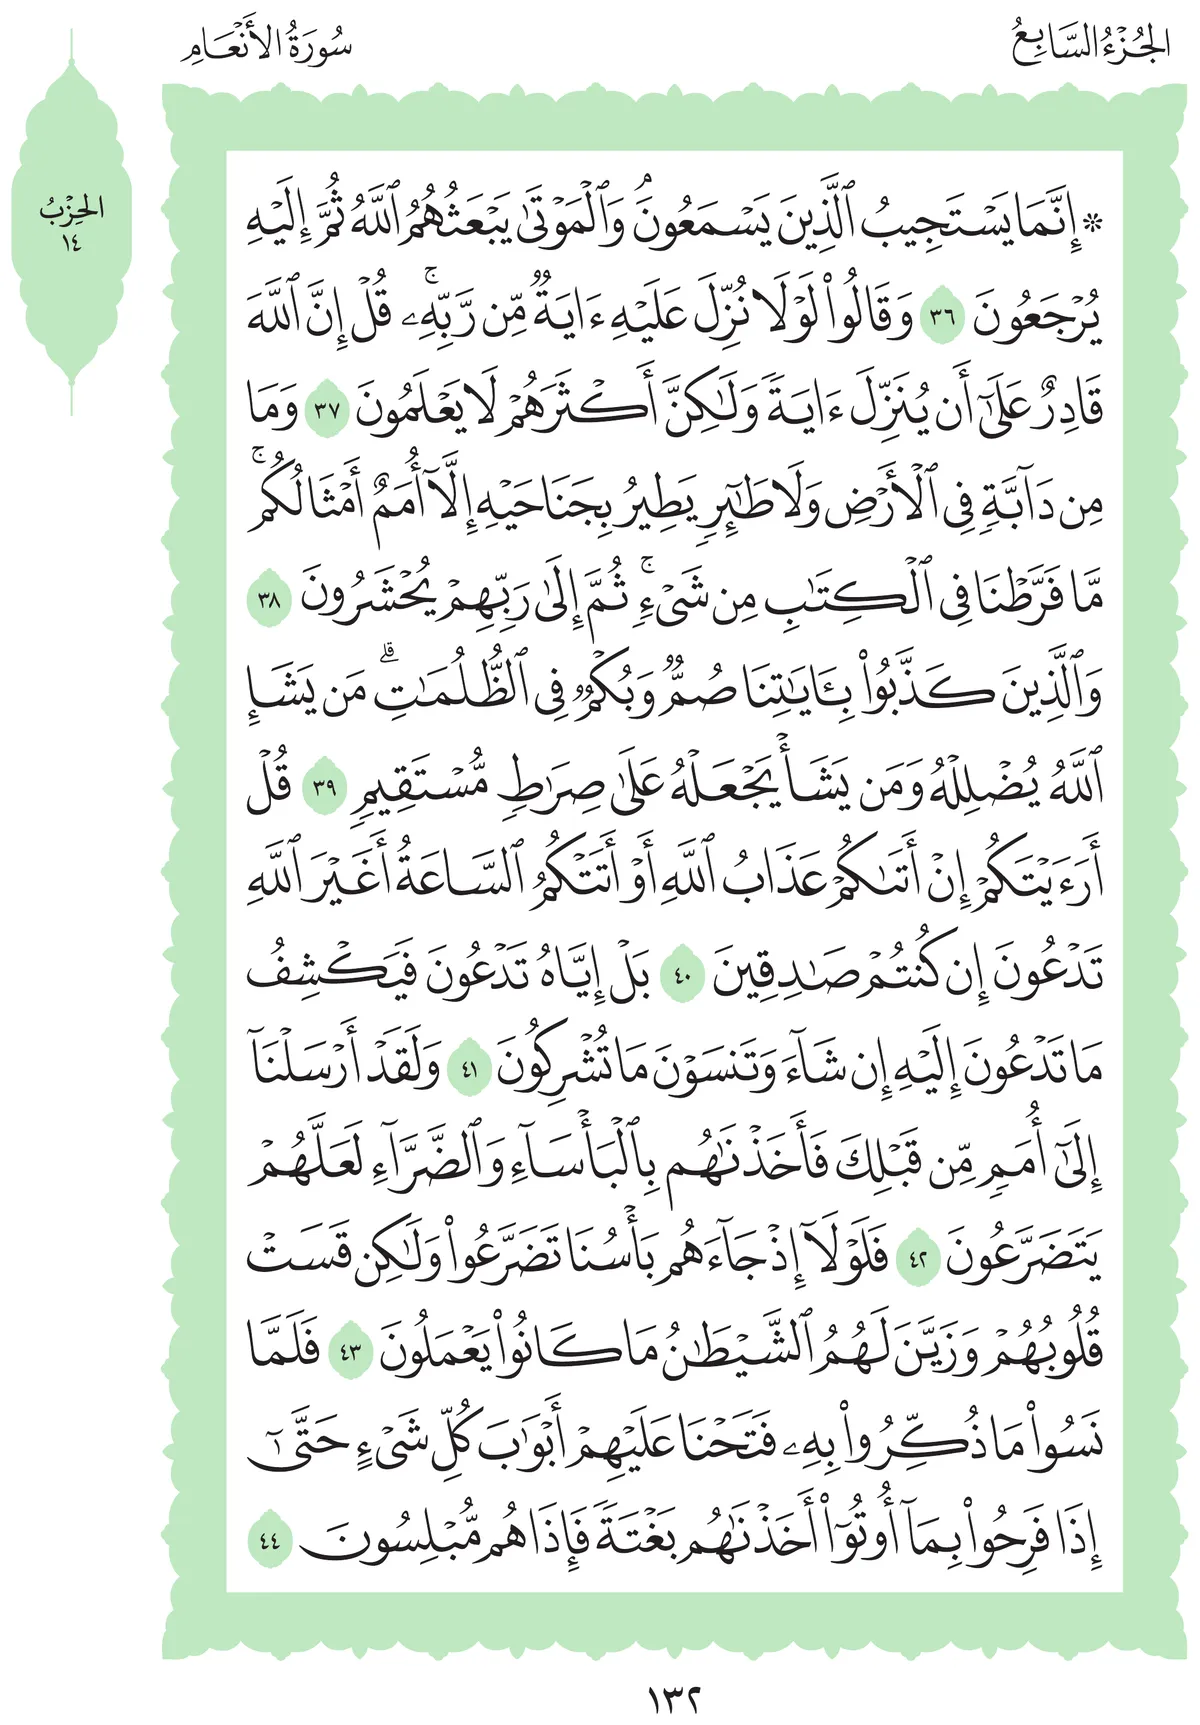 الجُزْءُ السَّابِعُ
سُورَةُ الأَنْعَامِ
الحِزْبُ
١٤
۞ إِنَّمَا يَسْتَجِيبُ ٱلَّذِينَ يَسْمَعُونَۘ وَٱلْمَوْتَىٰ يَبْعَثُهُمُ ٱللَّهُ ثُمَّ إِلَيْهِ
يُرْجَعُونَ ٣٦ وَقَالُوا۟ لَوْلَا نُزِّلَ عَلَيْهِ ءَايَةٌ مِّن رَّبِّهِۦۚ قُلْ إِنَّ ٱللَّهَ
قَادِرٌ عَلَىٰٓ أَن يُنَزِّلَ ءَايَةً وَلَـٰكِنَّ أَكْثَرَهُمْ لَا يَعْلَمُونَ ٣٧ وَمَا
مِن دَآبَّةٍ فِى ٱلْأَرْضِ وَلَا طَـٰٓئِرٍ يَطِيرُ بِجَنَاحَيْهِ إِلَّآ أُمَمٌ أَمْثَالُكُمۚ
مَّا فَرَّطْنَا فِى ٱلْكِتَـٰبِ مِن شَىْءٍۚ ثُمَّ إِلَىٰ رَبِّهِمْ يُحْشَرُونَ ٣٨
وَٱلَّذِينَ كَذَّبُوا۟ بِـَٔايَـٰتِنَا صُمٌّ وَبُكْمٌ فِى ٱلظُّلُمَـٰتِۗ مَن يَشَإِ
ٱللَّهُ يُضْلِلْهُ وَمَن يَشَأْ يَجْعَلْهُ عَلَىٰ صِرَٰطٍ مُّسْتَقِيمٍ ٣٩ قُلْ
أَرَءَيْتَكُمْ إِنْ أَتَىٰكُمْ عَذَابُ ٱللَّهِ أَوْ أَتَتْكُمُ ٱلسَّاعَةُ أَغَيْرَ ٱللَّهِ
تَدْعُونَ إِن كُنتُمْ صَـٰدِقِينَ ٤٠ بَلْ إِيَّاهُ تَدْعُونَ فَيَكْشِفُ
مَا تَدْعُونَ إِلَيْهِ إِن شَآءَ وَتَنسَوْنَ مَا تُشْرِكُونَ ٤١ وَلَقَدْ أَرْسَلْنَآ
إِلَىٰٓ أُمَمٍ مِّن قَبْلِكَ فَأَخَذْنَـٰهُم بِٱلْبَأْسَآءِ وَٱلضَّرَّآءِ لَعَلَّهُمْ
يَتَضَرَّعُونَ ٤٢ فَلَوْلَآ إِذْ جَآءَهُم بَأْسُنَا تَضَرَّعُوا۟ وَلَـٰكِن قَسَتْ
قُلُوبُهُمْ وَزَيَّنَ لَهُمُ ٱلشَّيْطَـٰنُ مَا كَانُوا۟ يَعْمَلُونَ ٤٣ فَلَمَّا
نَسُوا۟ مَا ذُكِّرُوا۟ بِهِۦ فَتَحْنَا عَلَيْهِمْ أَبْوَٰبَ كُلِّ شَىْءٍ حَتَّىٰٓ
إِذَا فَرِحُوا۟ بِمَآ أُوتُوٓا۟ أَخَذْنَـٰهُم بَغْتَةً فَإِذَا هُم مُّبْلِسُونَ ٤٤
١٣٢